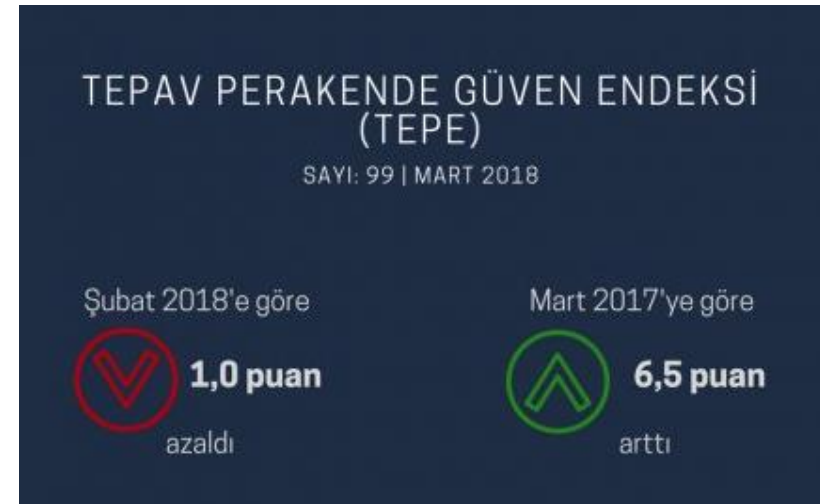 TEPAV PERAKENDE GÜVEN ENDEKSİ
(TEPE)
SAYI: 99 | MART 2018
Şubat 2018'e göre
1,0 puan
azaldı
Mart 2017'ye göre
6,5 puan
arttı